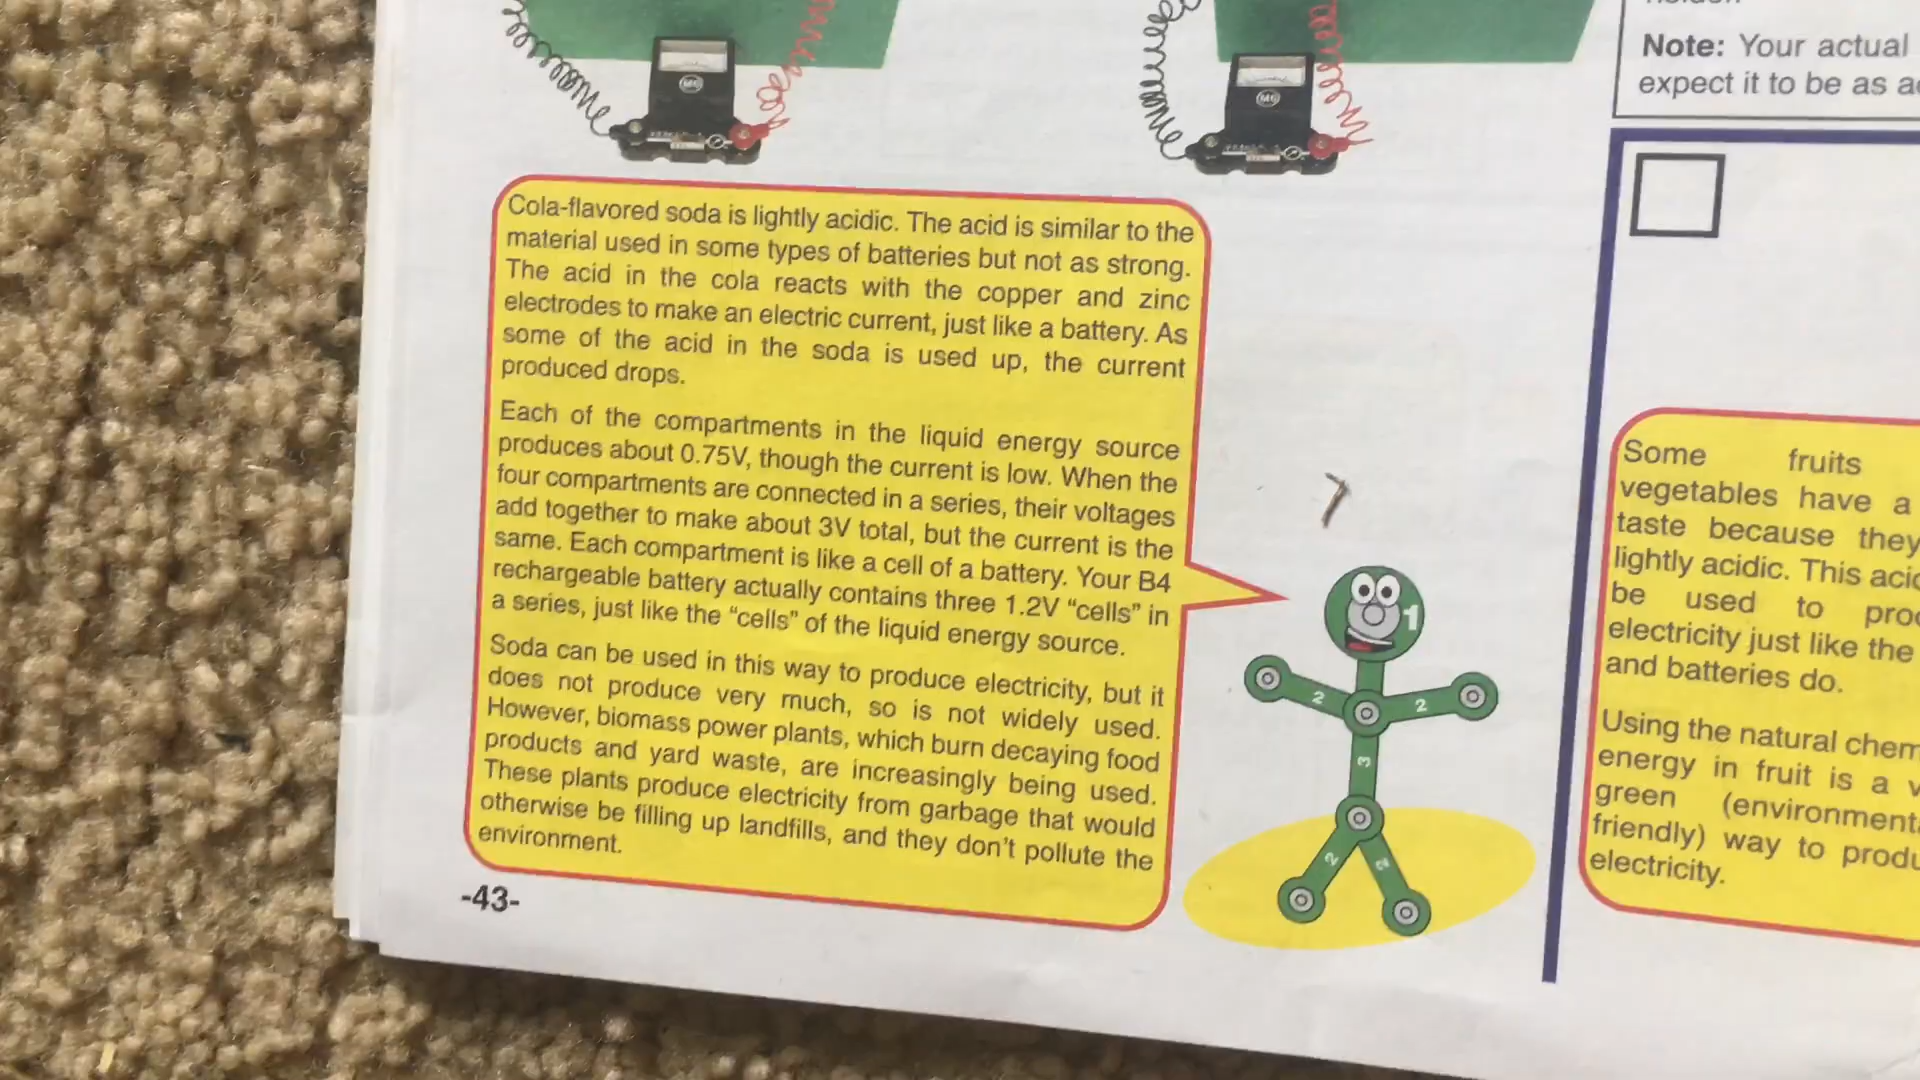 Note: Your actual
expect it to be as
M6
M6
Cola-flavored soda is lightly acidic. The acid is similar to the
material used in some types of batteries but not as strong.
The acid in the cola reacts with the copper and zinc
electrodes to make an electric current, just like a battery. As
some of the acid in the soda is used up, the current
produced drops.
Each of the compartments in the liquid energy source
produces about 0.75V, though the current is low. When the
four compartments are connected in a series, their voltages
add together to make about 3V total, but the current is the
same. Each compartment is like a cell of a battery. Your B4
rechargeable battery actually contains three 1.2V “cells” in
a series, just like the “cells” of the liquid energy source.
Soda can be used in this way to produce electricity, but it
does not produce very much, so is not widely used.
However, biomass power plants, which burn decaying food
products and yard waste, are increasingly being used.
These plants produce electricity from garbage that would
otherwise be filling up landfills, and they don’t pollute the
environment.
-43-
1
2
2
3
2
2
Some fruits
vegetables have a
taste because they
lightly acidic. This
be used to
electricity just like the
and batteries do.
Using the natural
energy in fruit is a
green
friendly) way to
electricity.